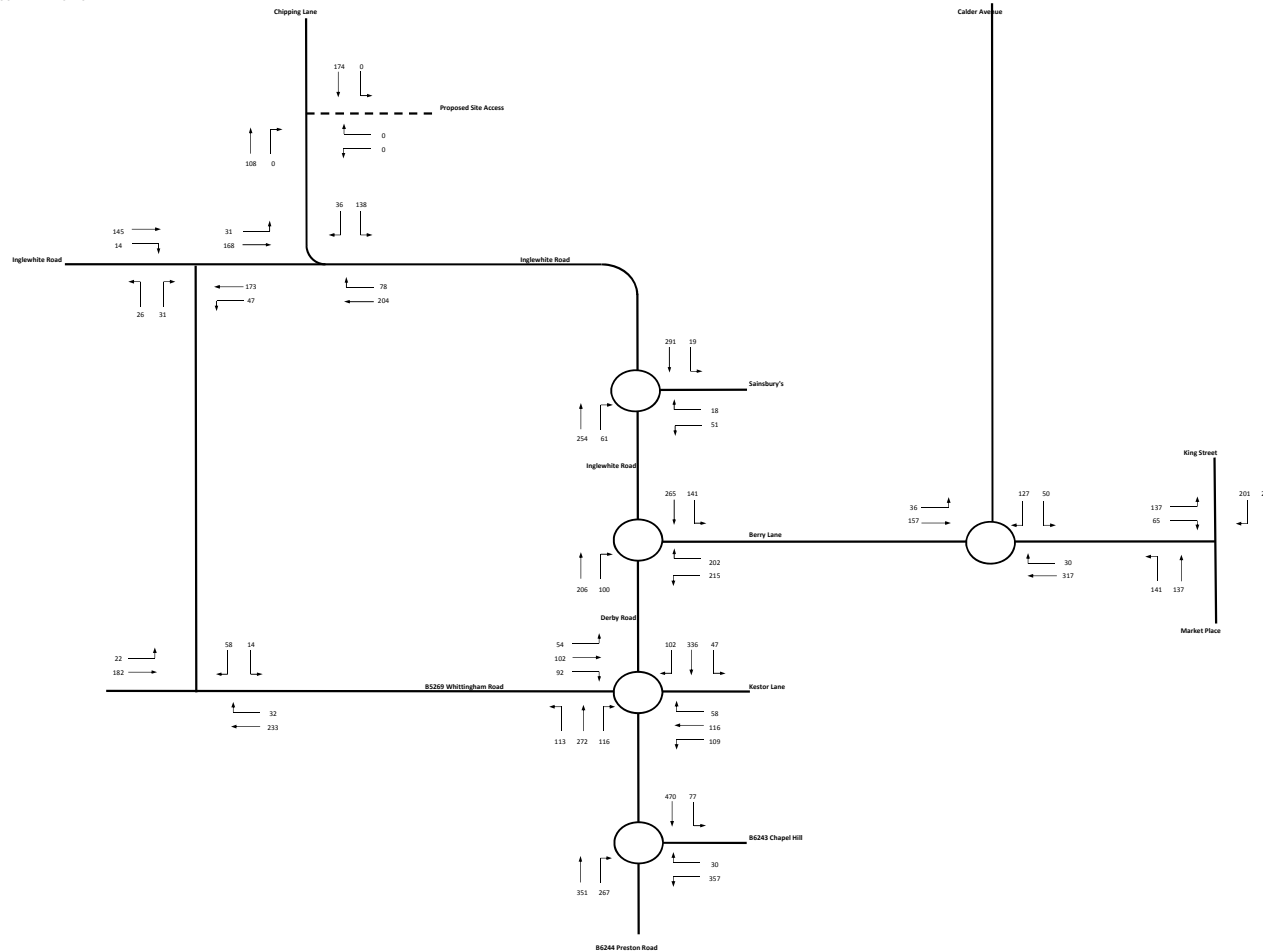 Chipping Lane
Calder Avenue
174 0
Proposed Site Access
0
0
108 0
36 138
145
14
31
168
Inglewhite Road
Inglewhite Road
173
47
78
204
26 31
291 19
Sainsbury's
18
51
254 61
King Street
Inglewhite Road
265 141
36
157
127 50
137
65
201
Berry Lane
202
215
206 100
30
317
141 137
Derby Road
Market Place
54
102
92
102 336 47
58 14
22
182
B5269 Whittingham Road
Kestor Lane
32
233
58
116
109
113 272 116
470 77
B6243 Chapel Hill
30
357
351 267
B6244 Preston Road